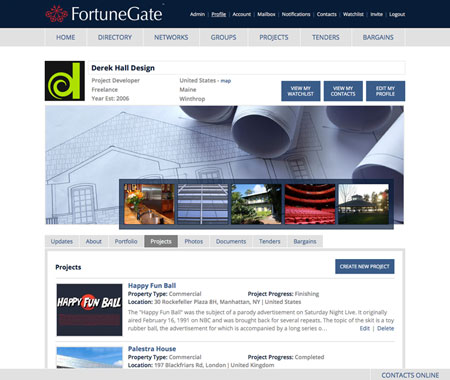 FortuneGate™
Admin | Profile | Account | Mailbox | Notifications | Contacts | Watchlist | Invite | Logout
HOME DIRECTORY NETWORKS GROUPS PROJECTS TENDERS BARGAINS
Derek Hall Design
Project Developer United States - map
Freelance Maine
Year Est: 2006 Winthrop
VIEW MY WATCHLIST
VIEW MY CONTACTS
EDIT MY PROFILE
Updates About Portfolio Projects Photos Documents Tenders Bargains
Projects
CREATE NEW PROJECT
HAPPY FUN BALL
Happy Fun Ball
Property Type: Commercial Project Progress: Finishing
Location: 30 Rockefeller Plaza 8H, Manhattan, NY | United States
The "Happy Fun Ball" was the subject of a parody advertisement on Saturday Night Live. It originally
aired February 16, 1991 on NBC and was brought back for several repeats. The topic of the skit is a toy
rubber ball, the advertisement for which is accompanied by a long series o...
Edit | Delete
Palestra House
Property Type: Commercial Project Progress: Completed
Location: 197 Blackfriars Rd, London | United Kingdom
CONTACTS ONLINE